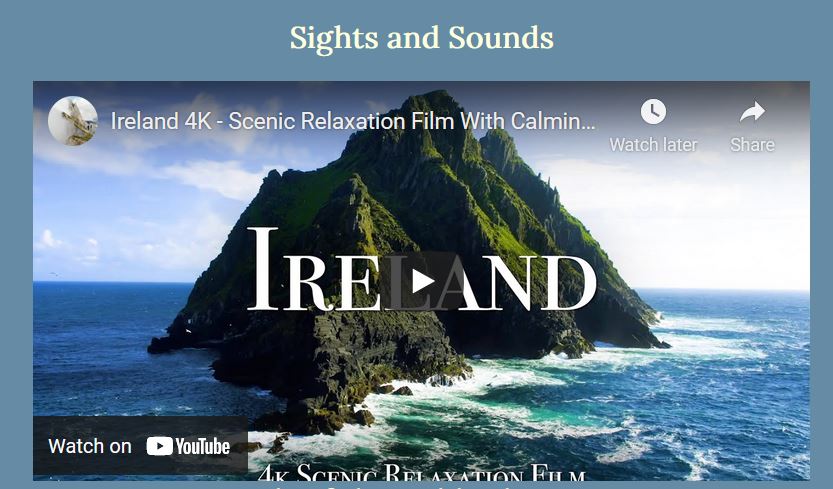 Sights and Sounds
Ireland 4K - Scenic Relaxation Film With Calmin...
Watch later
Share
IRELAND
Watch on YouTube
4K SCENIC RELAXATION FILM